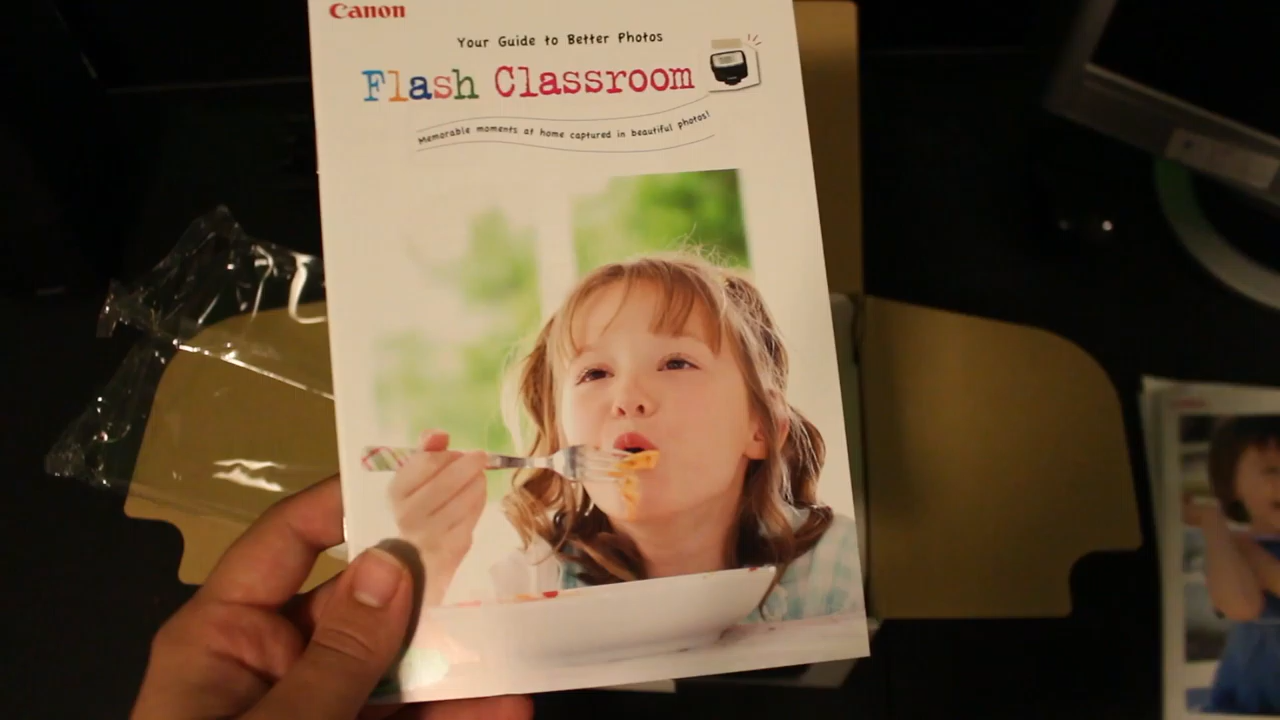 Canon
Your Guide to Better Photos
Flash Classroom
Memorable moments at home captured in beautiful photos!